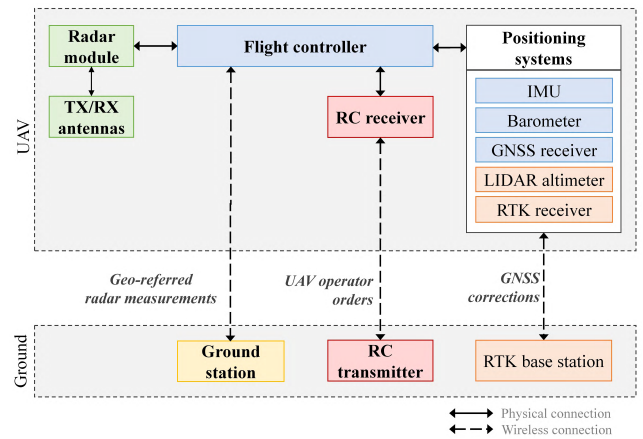 UAV
Radar
module
Flight controller
Positioning
systems
TX/RX
antennas
RC receiver
IMU
Barometer
GNSS receiver
LIDAR altimeter
RTK receiver
Geo-referred
radar measurements
UAV operator
orders
GNSS
corrections
Ground
Ground
station
RC
transmitter
RTK base station
Physical connection
Wireless connection